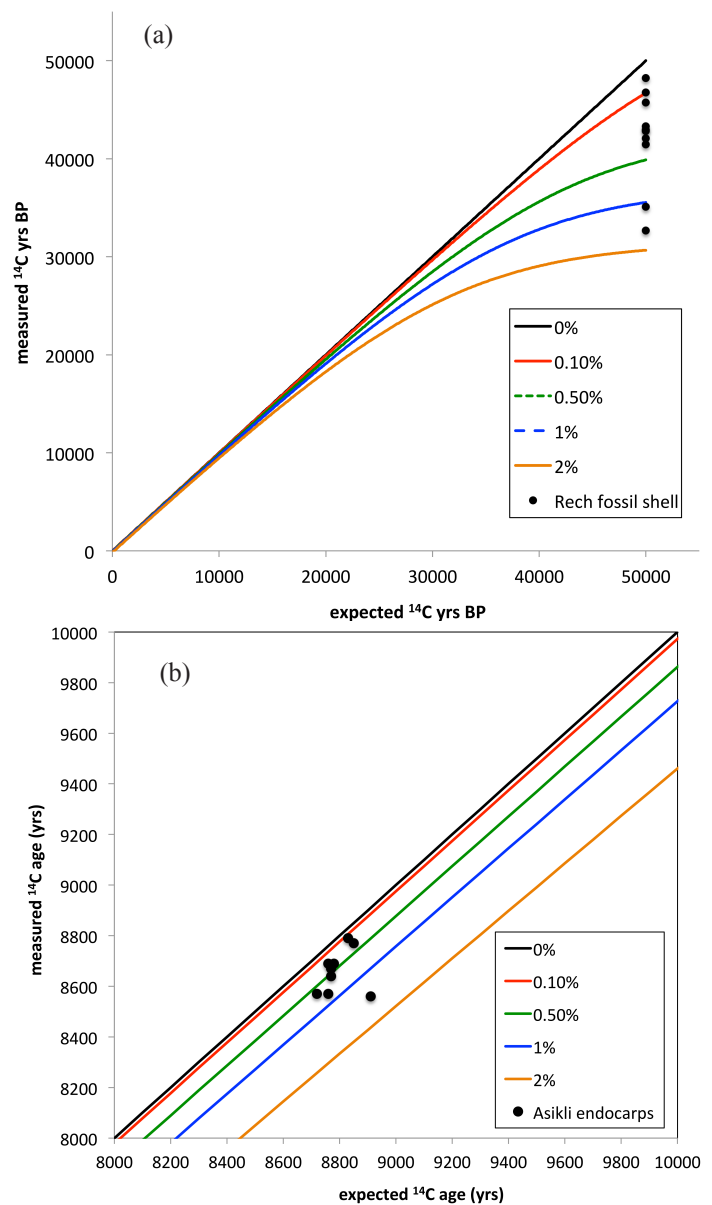 (a)
50000
40000
30000
20000
10000
0
measured ¹⁴C yrs BP
0%
0.10%
0.50%
1%
2%
Rech fossil shell
0 10000 20000 30000 40000 50000
expected ¹⁴C yrs BP
(b)
10000
9800
9600
9400
9200
9000
8800
8600
8400
8200
8000
measured ¹⁴C age (yrs)
0%
0.10%
0.50%
1%
2%
Asikli endocarps
8000 8200 8400 8600 8800 9000 9200 9400 9600 9800 10000
expected ¹⁴C age (yrs)